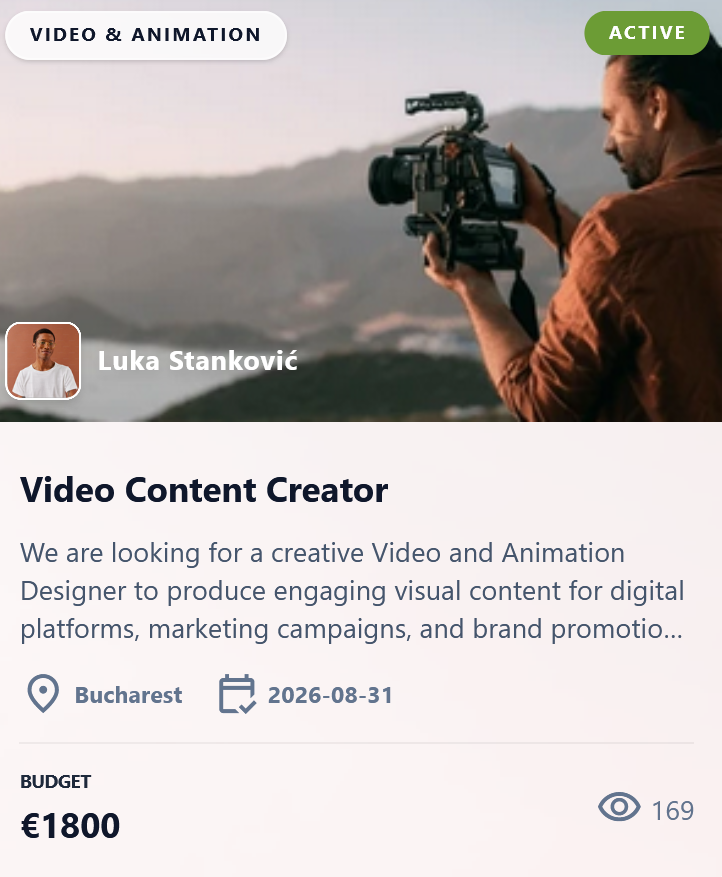 VIDEO & ANIMATION
ACTIVE
Luka Stanković
Video Content Creator
We are looking for a creative Video and Animation
Designer to produce engaging visual content for digital
platforms, marketing campaigns, and brand promotio...
Bucharest
2026-08-31
BUDGET
€1800
169